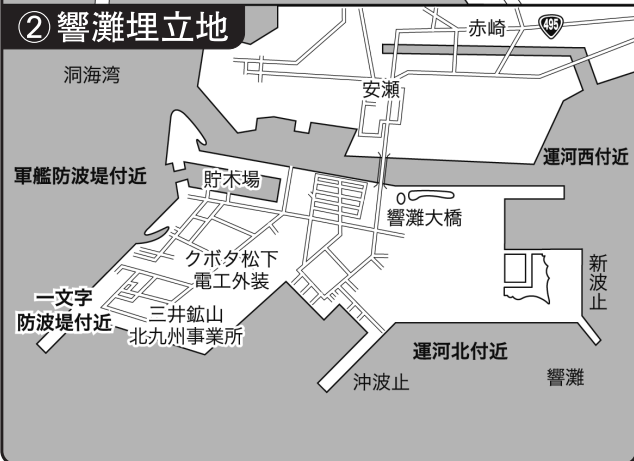 ② 響灘埋立地
赤崎
495
洞海湾
安瀬
運河西付近
軍艦防波堤付近
貯木場
響灘大橋
クボタ松下
電工外装
新波止
一文字
防波堤付近
三井鉱山
北九州事業所
運河北付近
沖波止
響灘